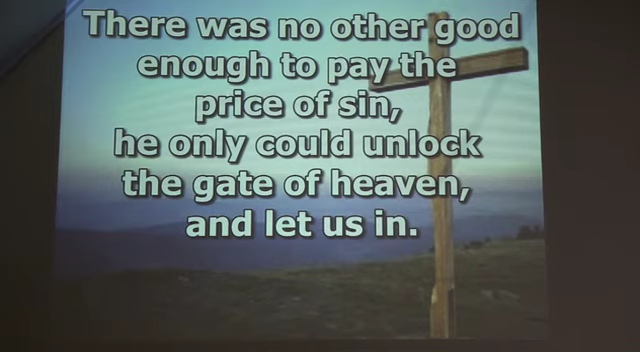 There was no other good
enough to pay the
price of sin,
he only could unlock
the gate of heaven,
and let us in.